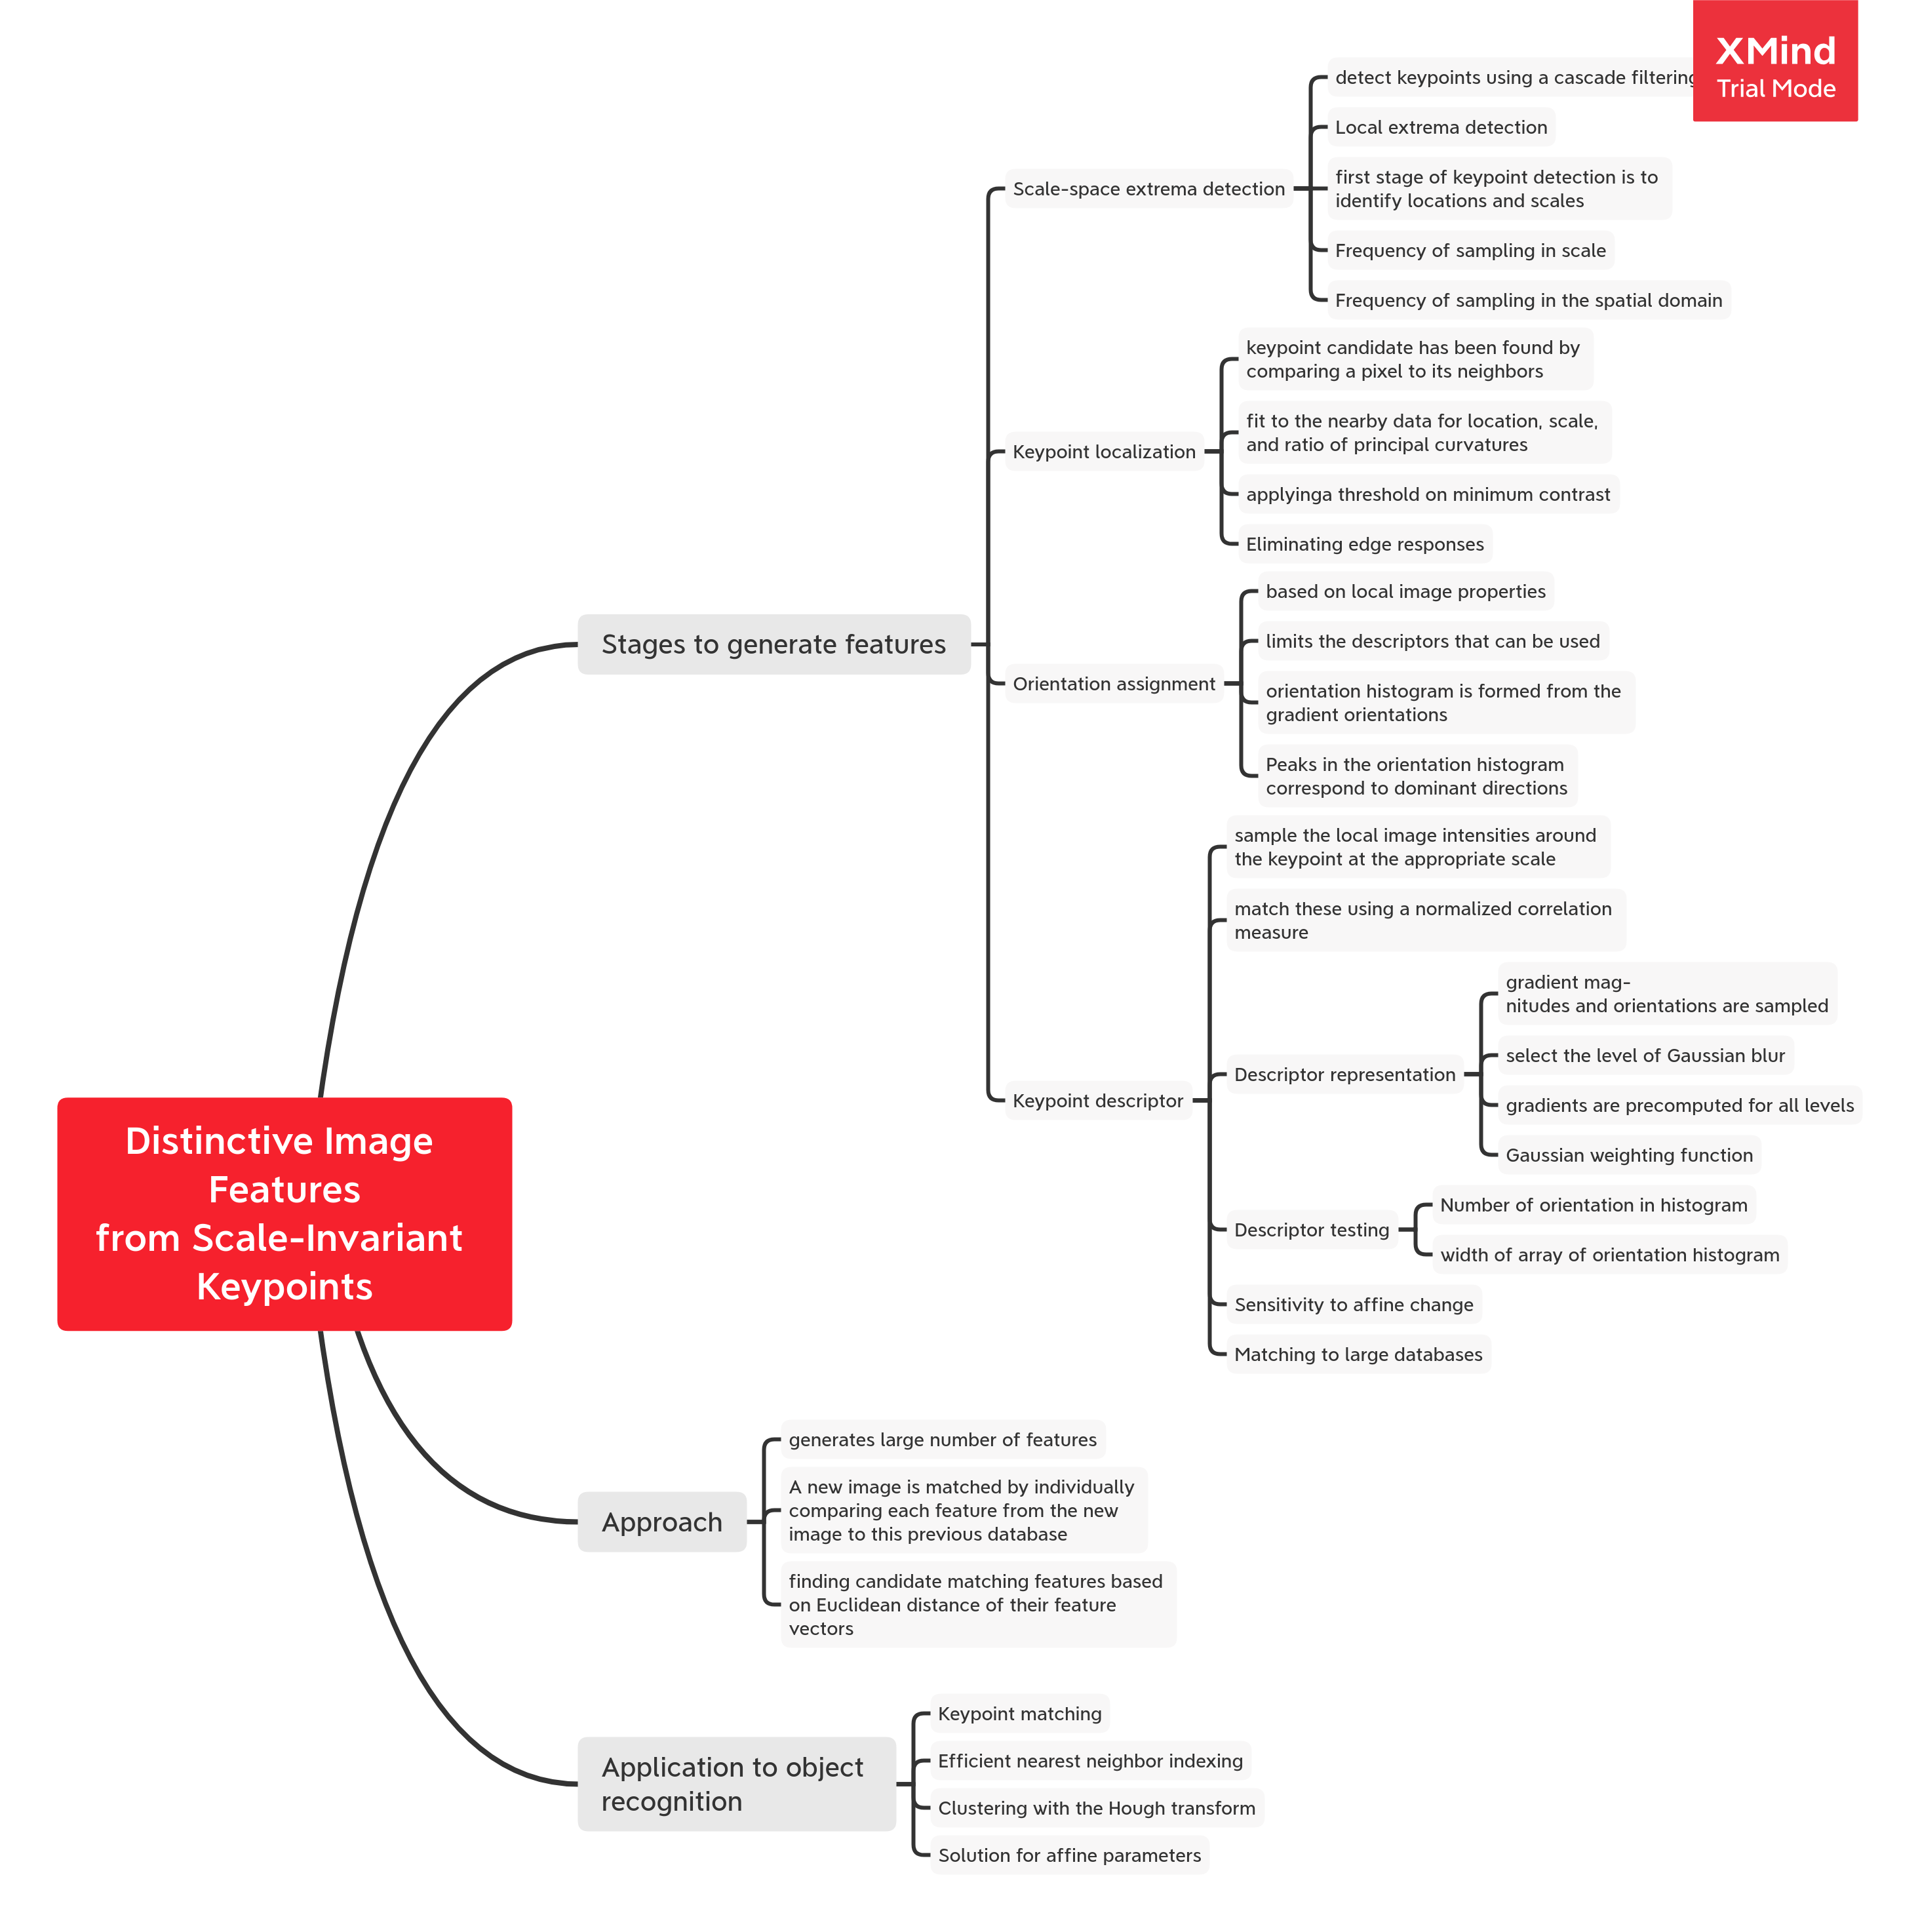 XMind
Trial Mode
detect keypoints using a cascade filtering
Local extrema detection
first stage of keypoint detection is to
identify locations and scales
Scale-space extrema detection
Frequency of sampling in scale
Frequency of sampling in the spatial domain
keypoint candidate has been found by
comparing a pixel to its neighbors
fit to the nearby data for location, scale,
and ratio of principal curvatures
Keypoint localization
applyinga threshold on minimum contrast
Eliminating edge responses
based on local image properties
limits the descriptors that can be used
Stages to generate features
Orientation assignment
orientation histogram is formed from the
gradient orientations
Peaks in the orientation histogram
correspond to dominant directions
sample the local image intensities around
the keypoint at the appropriate scale
match these using a normalized correlation
measure
gradient mag-
nitudes and orientations are sampled
select the level of Gaussian blur
Descriptor representation
gradients are precomputed for all levels
Gaussian weighting function
Keypoint descriptor
Number of orientation in histogram
Descriptor testing
width of array of orientation histogram
Sensitivity to affine change
Matching to large databases
Distinctive Image
Features
from Scale-Invariant
Keypoints
generates large number of features
A new image is matched by individually
comparing each feature from the new
image to this previous database
Approach
finding candidate matching features based
on Euclidean distance of their feature
vectors
Keypoint matching
Efficient nearest neighbor indexing
Application to object
recognition
Clustering with the Hough transform
Solution for affine parameters